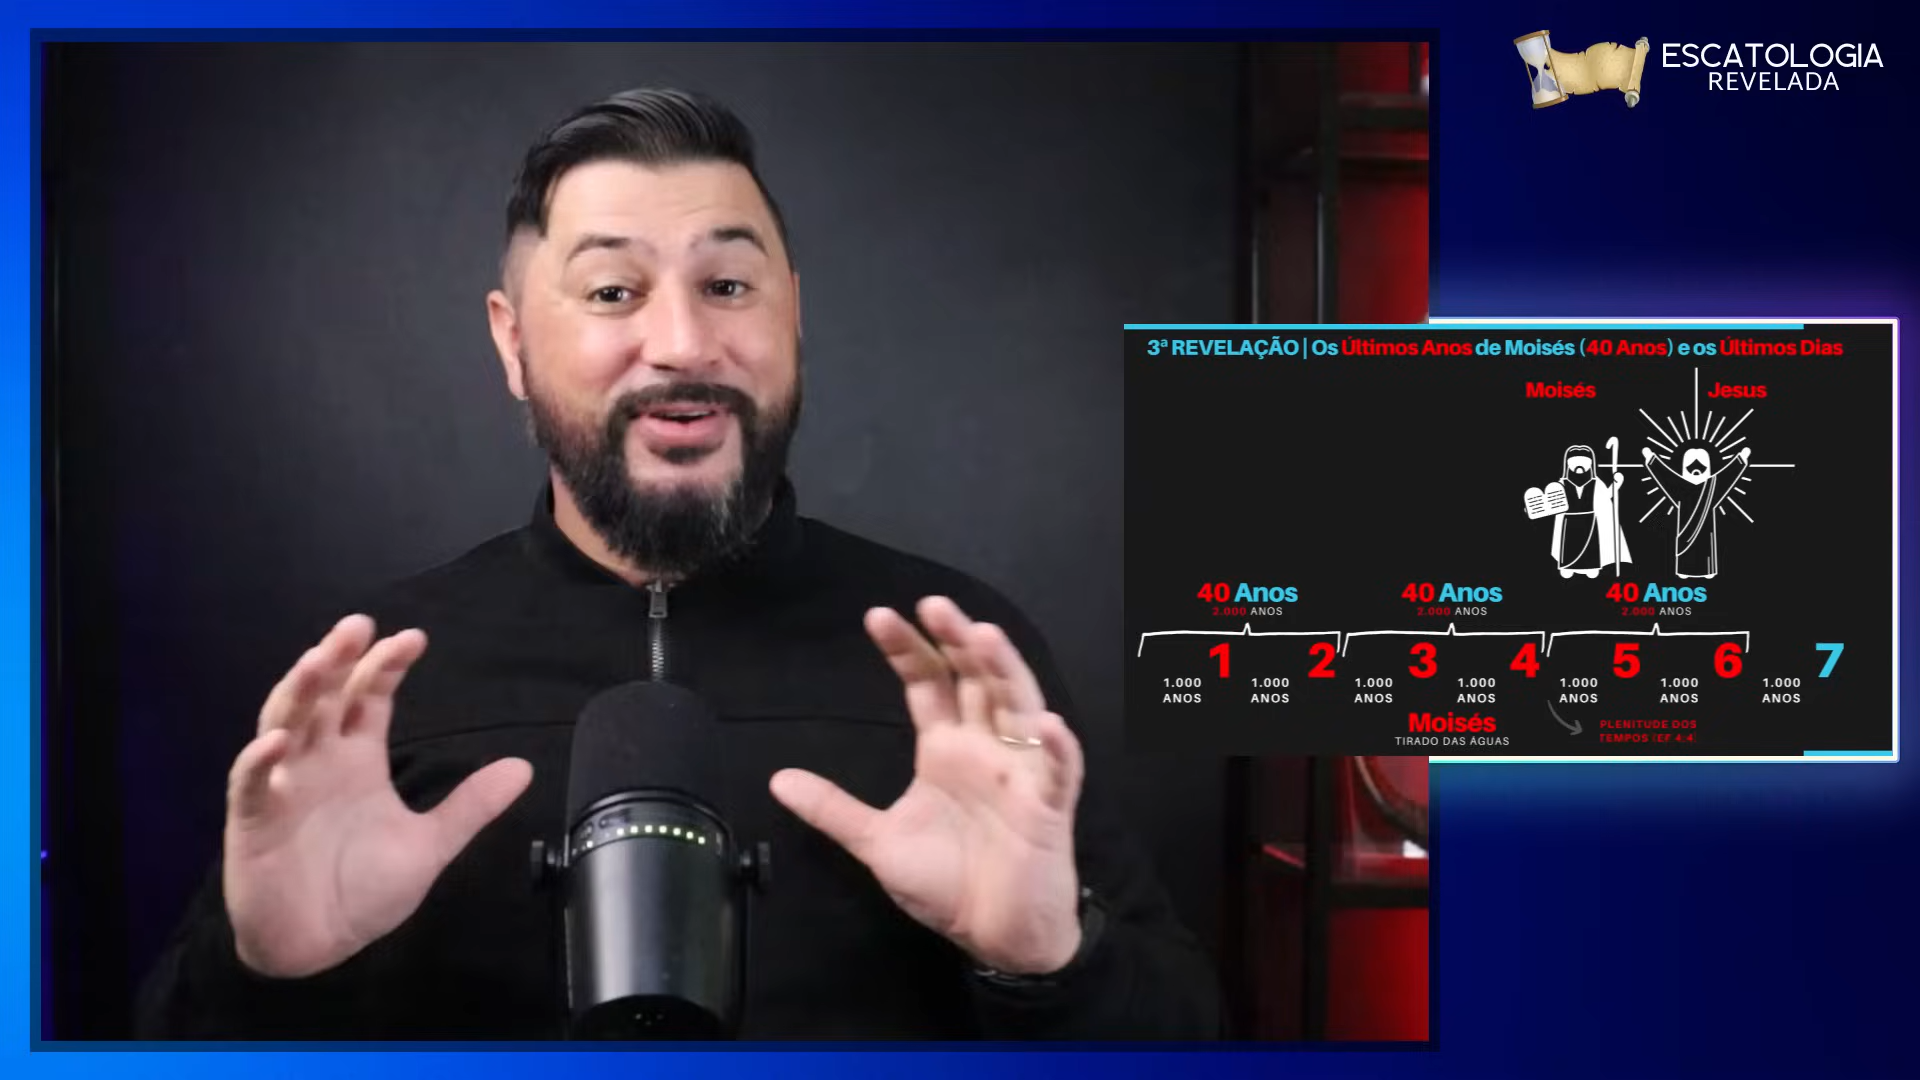 ESCATOLOGIA
REVELADA
3ª REVELAÇÃO | Os Últimos Anos de Moisés (40 Anos) e os Últimos Dias
Moisés
Jesus
40 Anos
2.000 ANOS
40 Anos
2.000 ANOS
40 Anos
2.000 ANOS
1 2 3 4 5 6 7
1.000
ANOS
1.000
ANOS
1.000
ANOS
1.000
ANOS
1.000
ANOS
1.000
ANOS
1.000
ANOS
Moisés
TIRADO DAS ÁGUAS
PLENITUDE DOS
TEMPOS (EF 4:4)